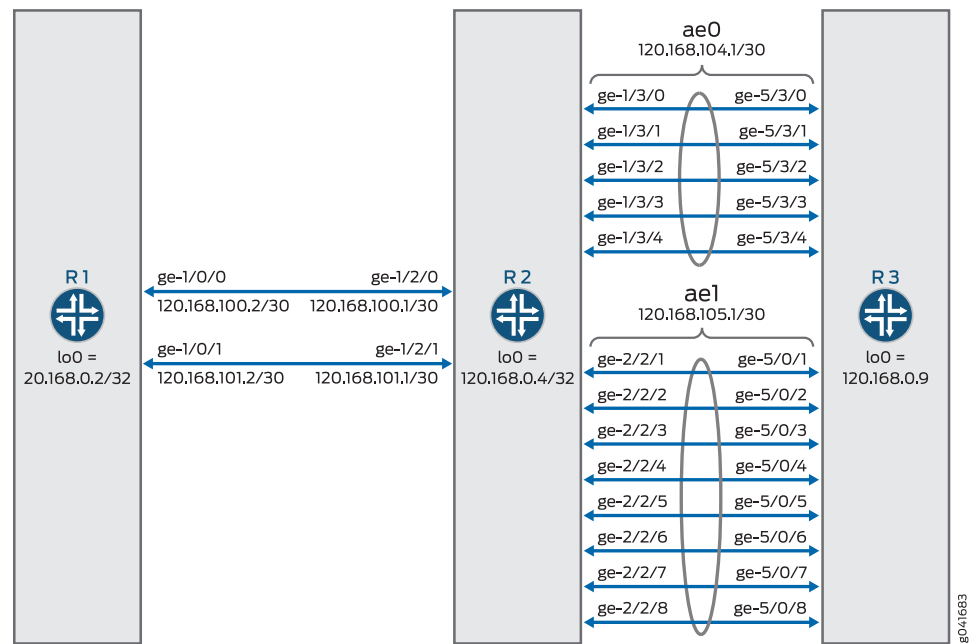 ae0
120.168.104.1/30
ge-1/3/0 ge-5/3/0
ge-1/3/1 ge-5/3/1
ge-1/3/2 ge-5/3/2
ge-1/3/3 ge-5/3/3
ge-1/3/4 ge-5/3/4
R1
lo0 =
20.168.0.2/32
ge-1/0/0 ge-1/2/0
120.168.100.2/30 120.168.100.1/30
ge-1/0/1 ge-1/2/1
120.168.101.2/30 120.168.101.1/30
R2
lo0 =
120.168.0.4/32
ae1
120.168.105.1/30
ge-2/2/1 ge-5/0/1
ge-2/2/2 ge-5/0/2
ge-2/2/3 ge-5/0/3
ge-2/2/4 ge-5/0/4
ge-2/2/5 ge-5/0/5
ge-2/2/6 ge-5/0/6
ge-2/2/7 ge-5/0/7
ge-2/2/8 ge-5/0/8
R3
lo0 =
120.168.0.9
g041683